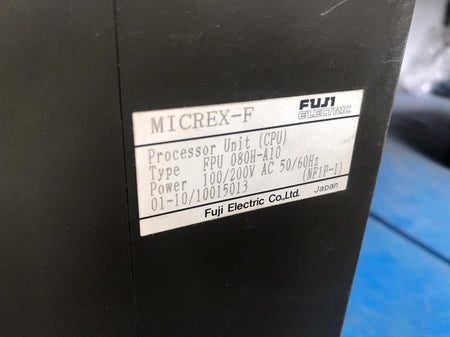 MICREX-F
FUJI
ELECTRIC
Processor Unit (CPU)
Type FPU 080H-A10
Power 100/200V AC 50/60Hz
01-10/10015013 (NR1P-1)
Fuji Electric Co.,Ltd. Japan